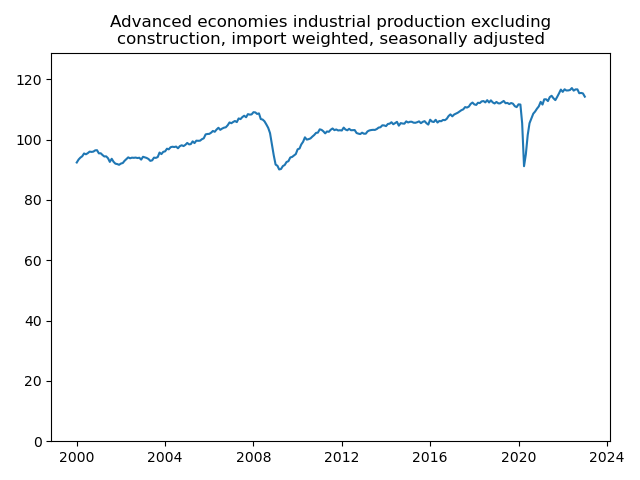 Advanced economies industrial production excluding
construction, import weighted, seasonally adjusted
120
100
80
60
40
20
0
2000 2004 2008 2012 2016 2020 2024